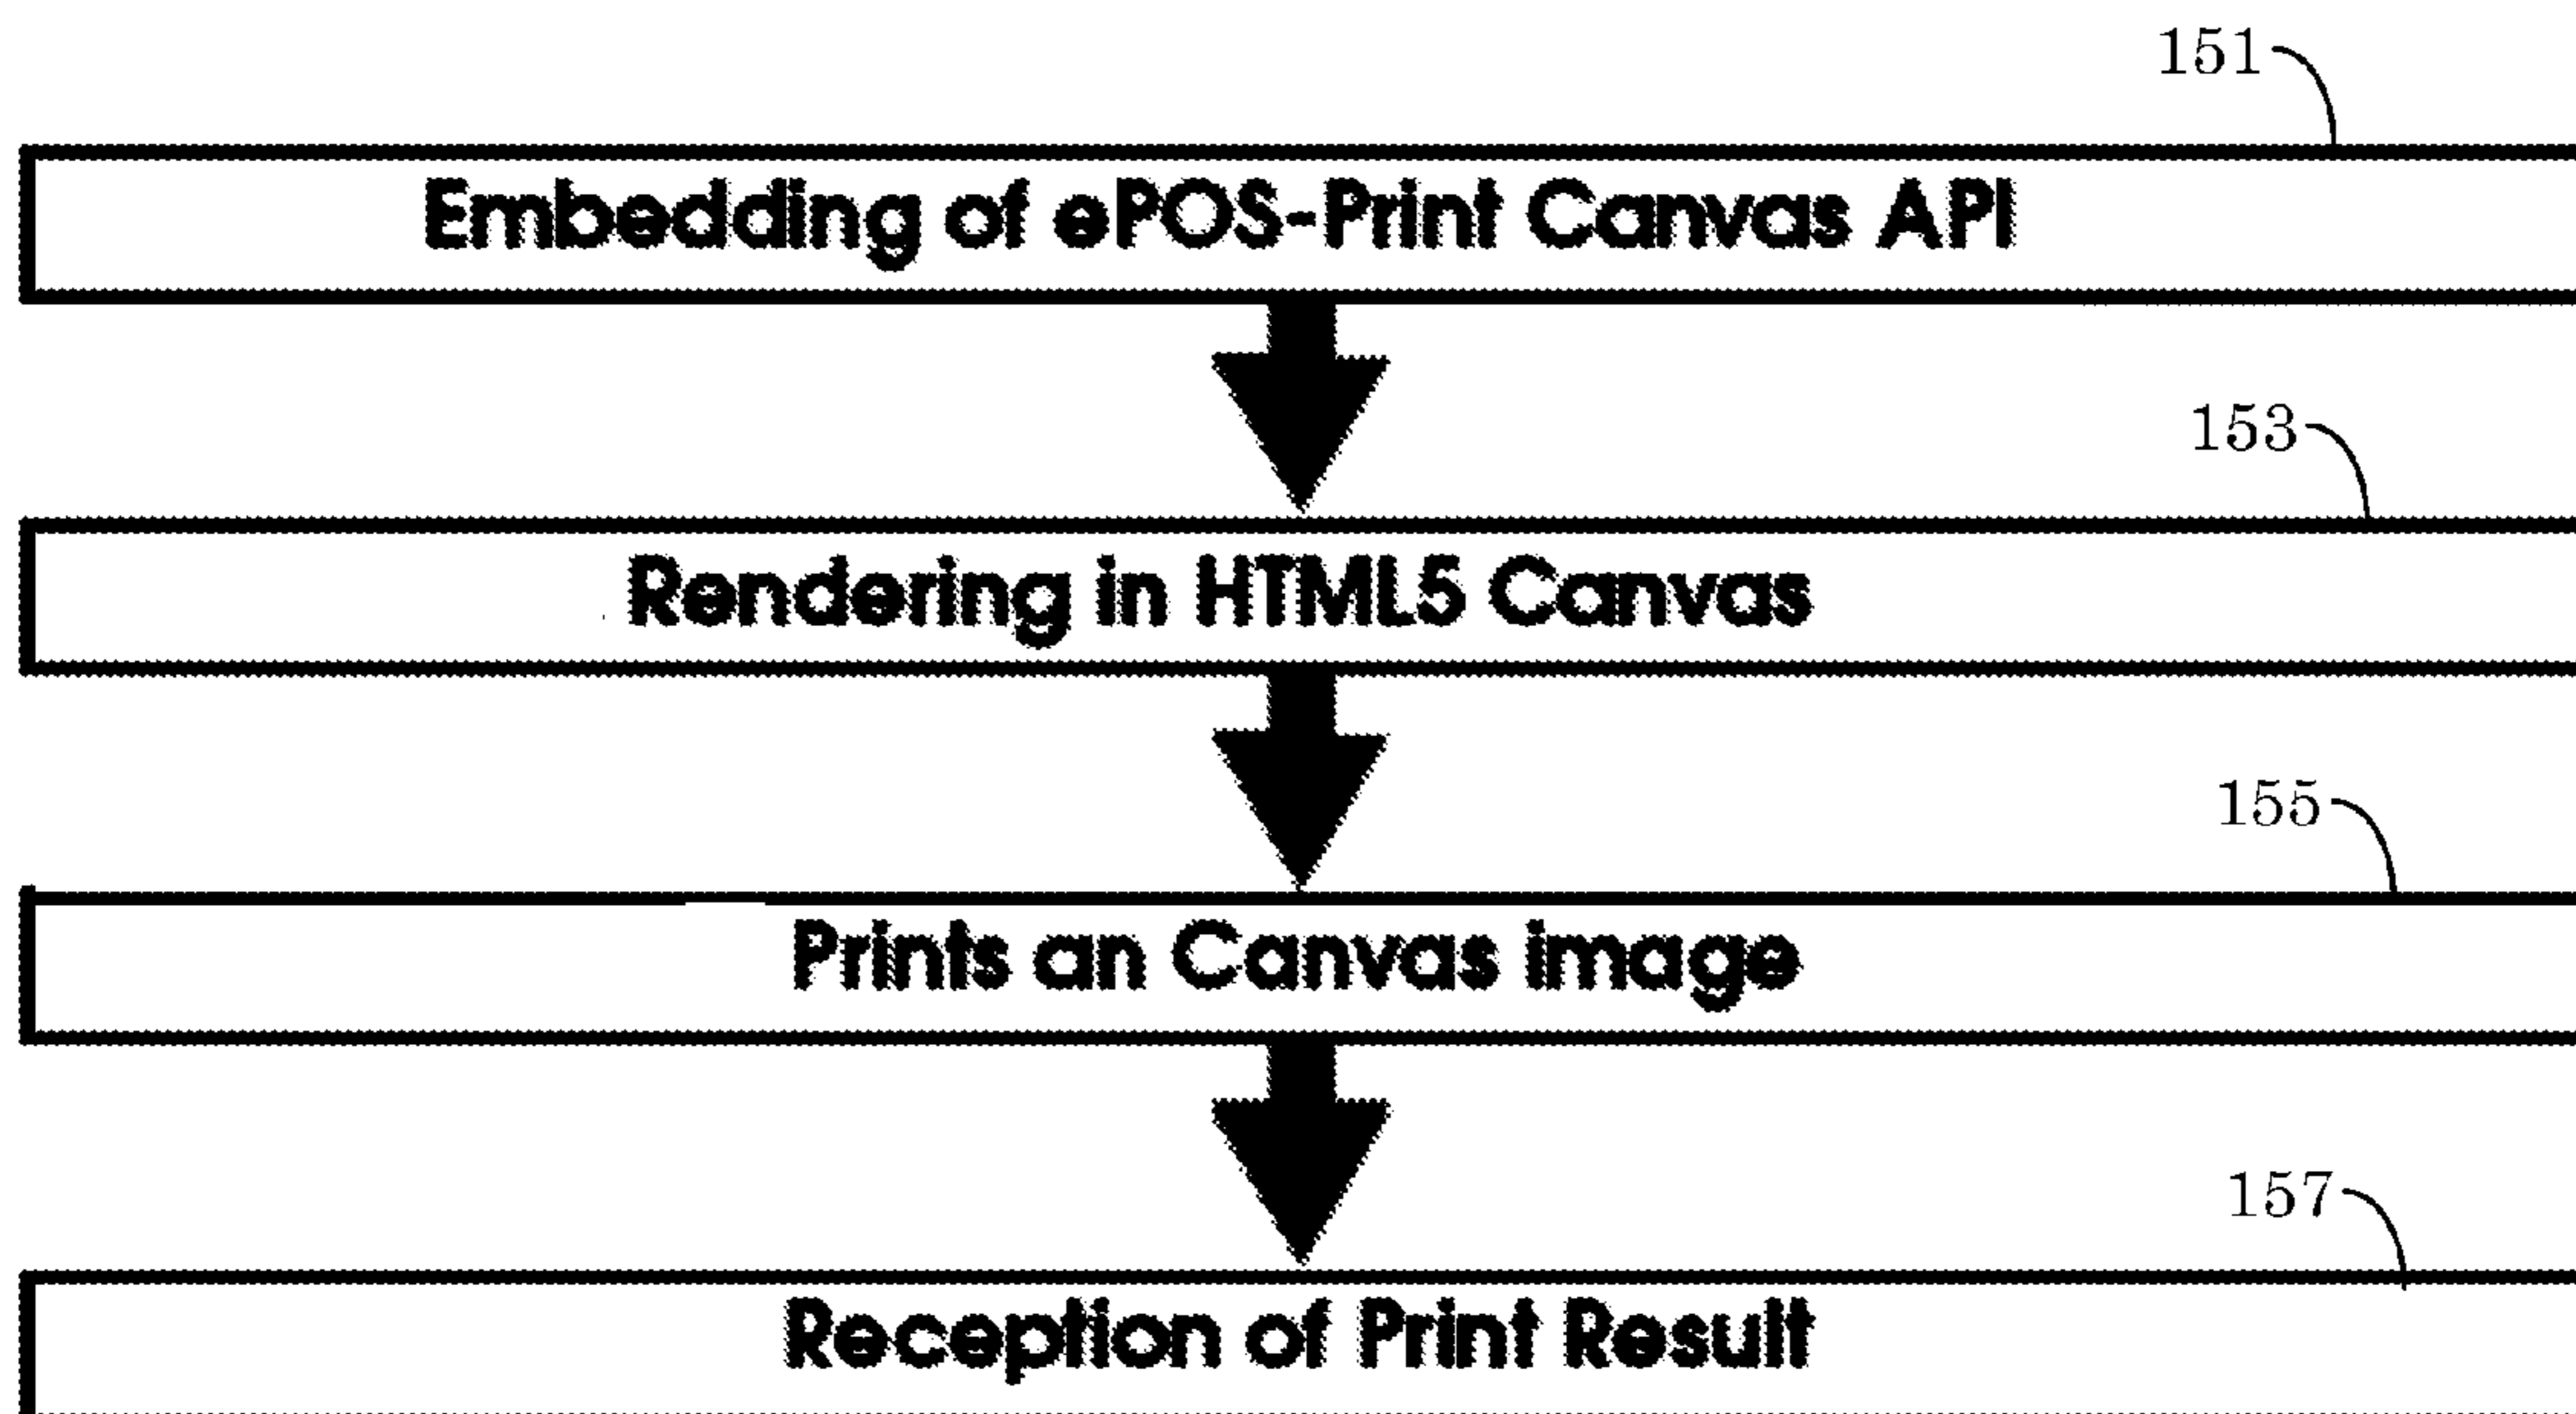 151
Embedding of ePOS-Print Canvas API
153
Rendering in HTML5 Canvas
155
Prints an Canvas image
157
Reception of Print Result